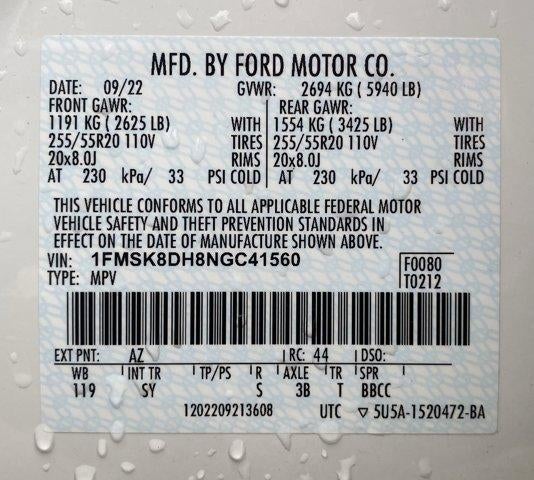 MFD. BY FORD MOTOR CO.
DATE: 09/22 GVWR: 2694 KG ( 5940 LB)
FRONT GAWR: REAR GAWR:
1191 KG ( 2625 LB) WITH 1554 KG ( 3425 LB) WITH
255/55R20 110V TIRES 255/55R20 110V TIRES
20x8.0J RIMS 20x8.0J RIMS
AT 230 kPa/ 33 PSI COLD AT 230 kPa/ 33 PSI COLD
THIS VEHICLE CONFORMS TO ALL APPLICABLE FEDERAL MOTOR
VEHICLE SAFETY AND THEFT PREVENTION STANDARDS IN
EFFECT ON THE DATE OF MANUFACTURE SHOWN ABOVE.
VIN: 1FMSK8DH8NGC41560 F0080
TYPE: MPV T0212
EXT PNT: AZ RC: 44 DSO:
WB INT TR TP/PS R AXLE TR SPR
119 SY S 3B T BBCC
1202209213608 UTC ▽ 5U5A-1520472-BA